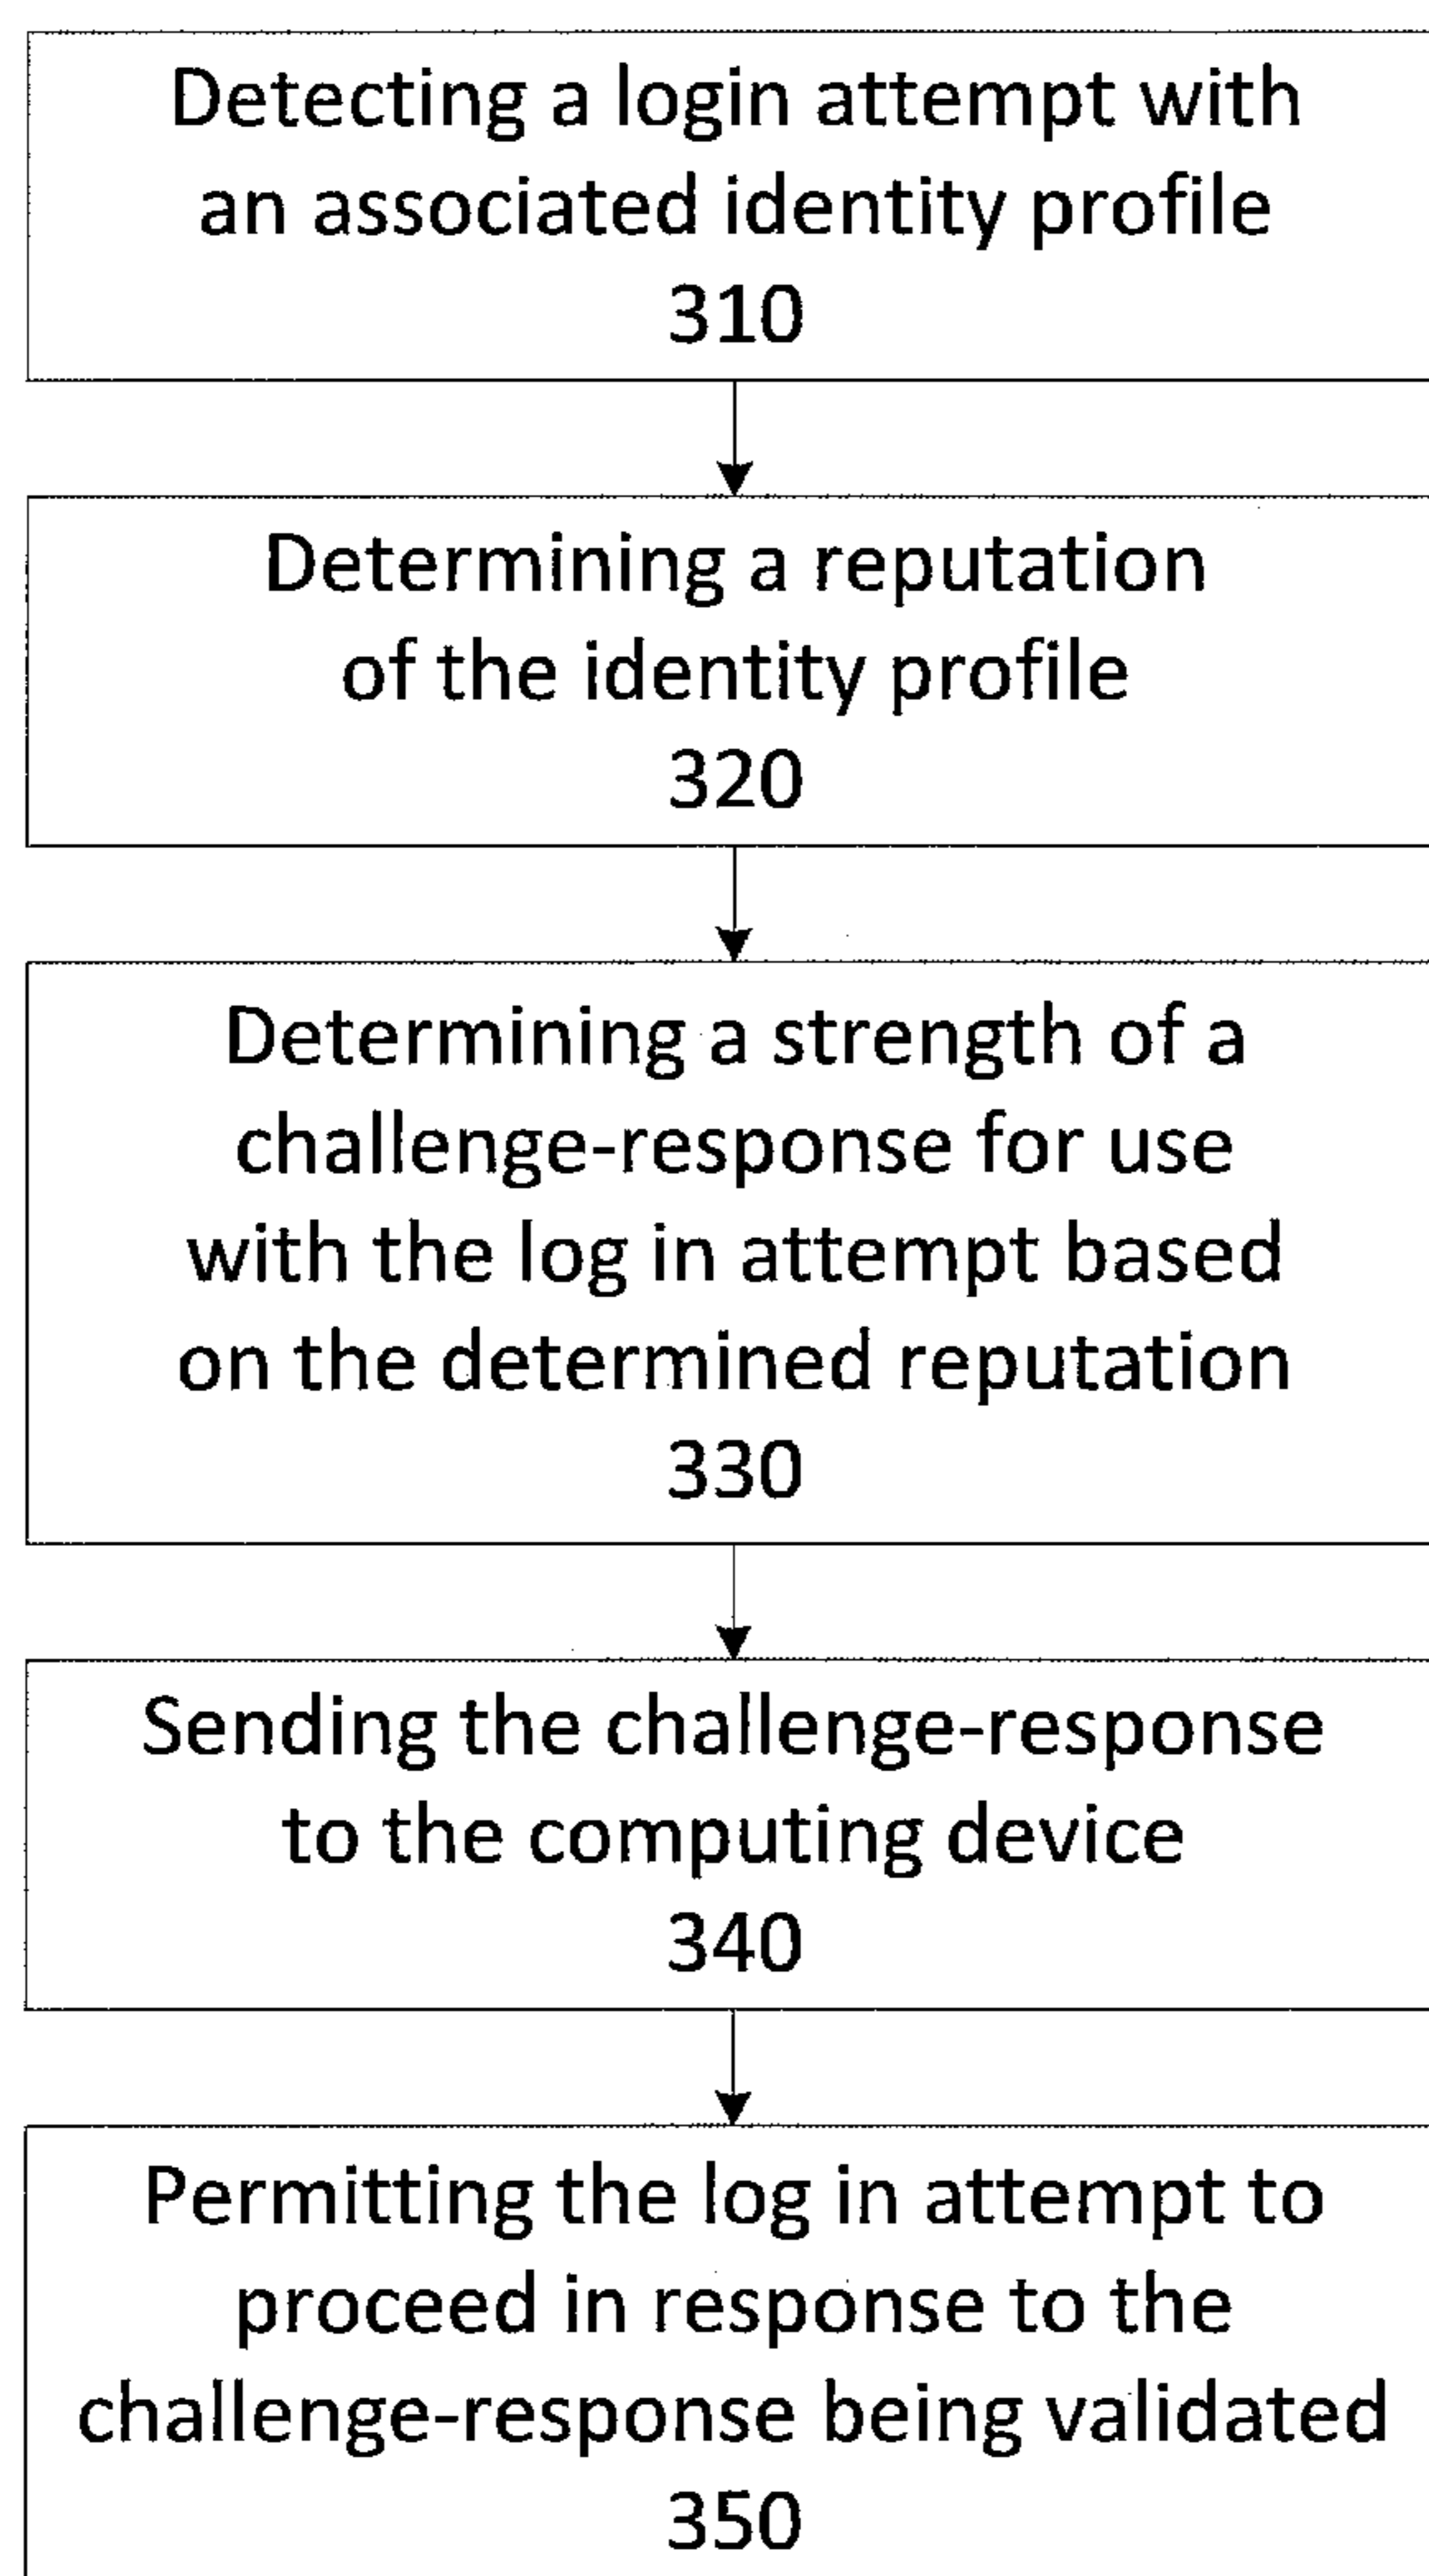 Detecting a login attempt with
an associated identity profile
310
Determining a reputation
of the identity profile
320
Determining a strength of a
challenge-response for use
with the log in attempt based
on the determined reputation
330
Sending the challenge-response
to the computing device
340
Permitting the log in attempt to
proceed in response to the
challenge-response being validated
350